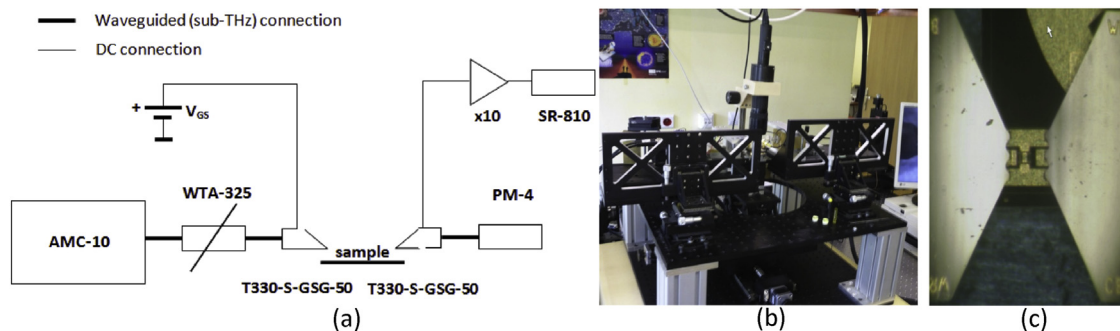 Waveguided (sub-THz) connection
DC connection
+
V_GS
x10
SR-810
WTA-325
PM-4
AMC-10
sample
T330-S-GSG-50
T330-S-GSG-50
(a)
(b)
(c)